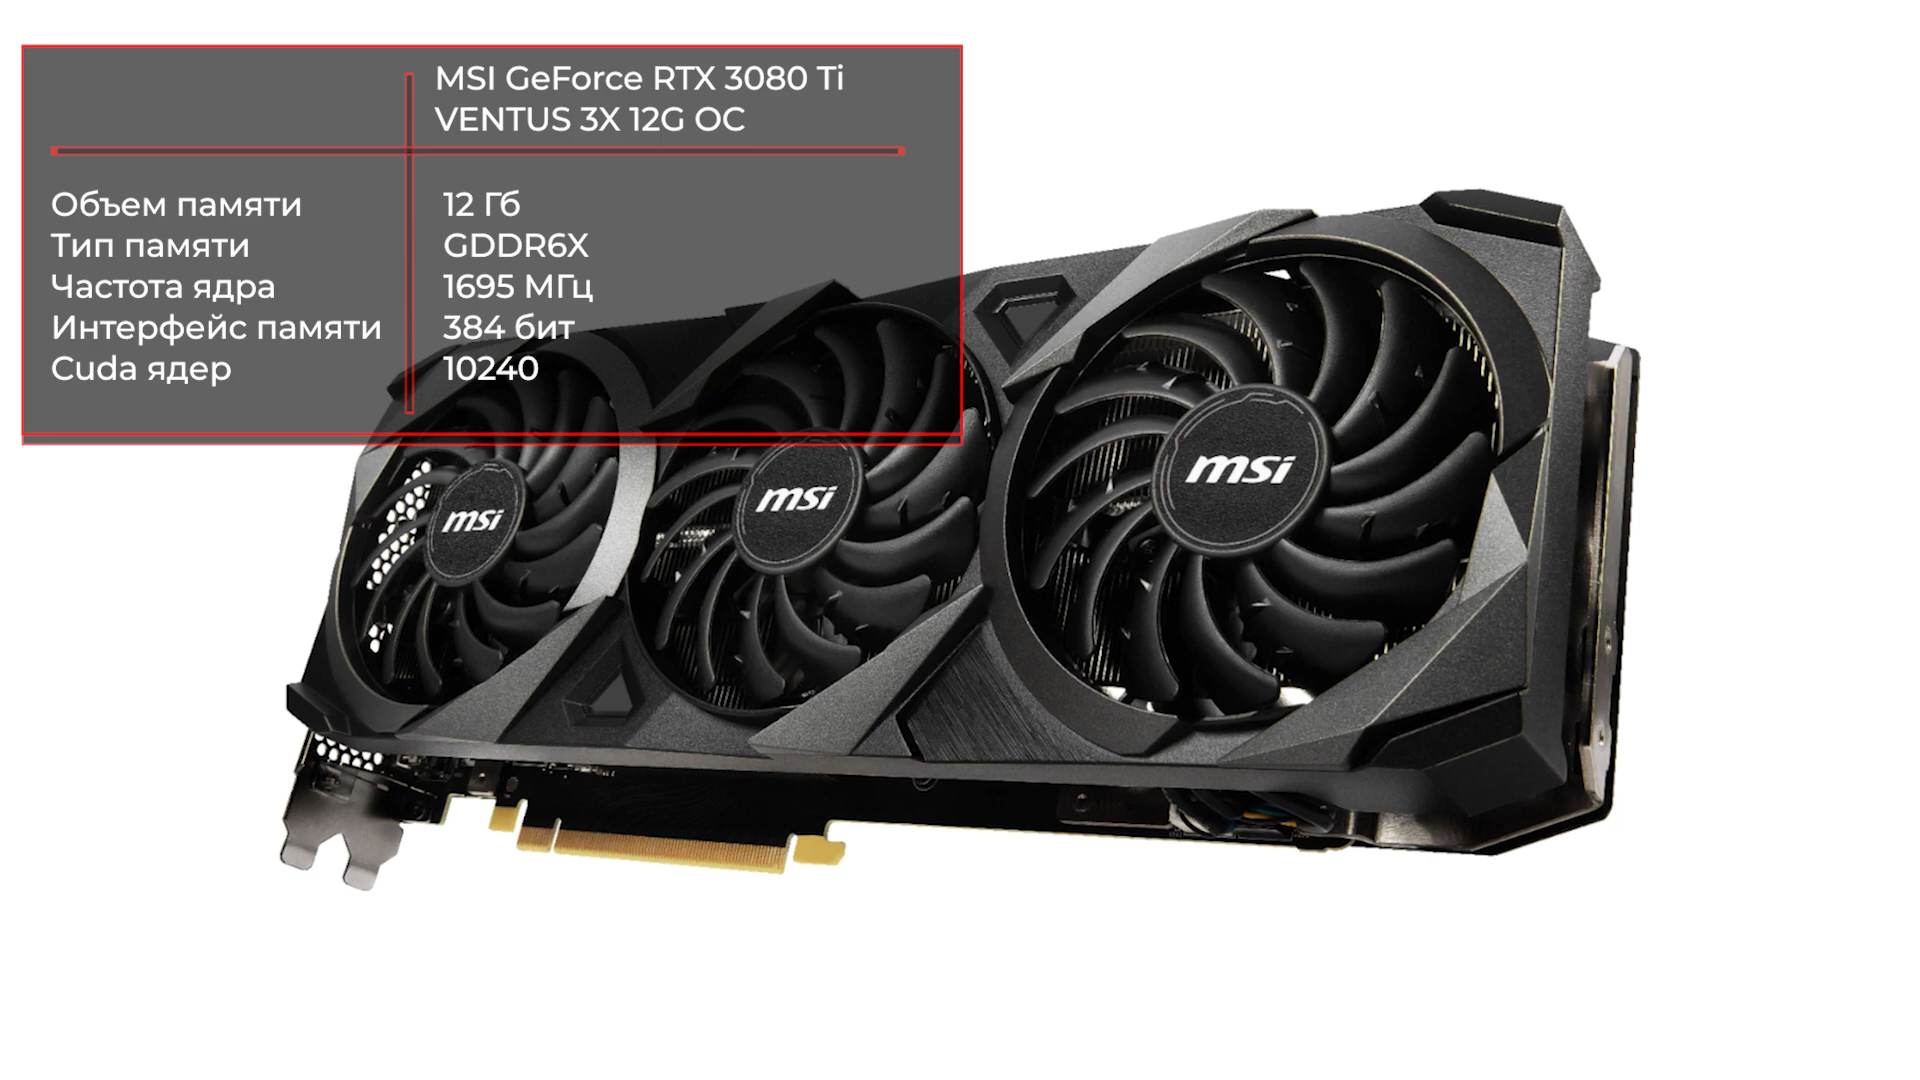 MSI GeForce RTX 3080 Ti
VENTUS 3X 12G OC
Объем памяти 12 Гб
Тип памяти GDDR6X
Частота ядра 1695 МГц
Интерфейс памяти 384 бит
Cuda ядер 10240
msi
msi
msi